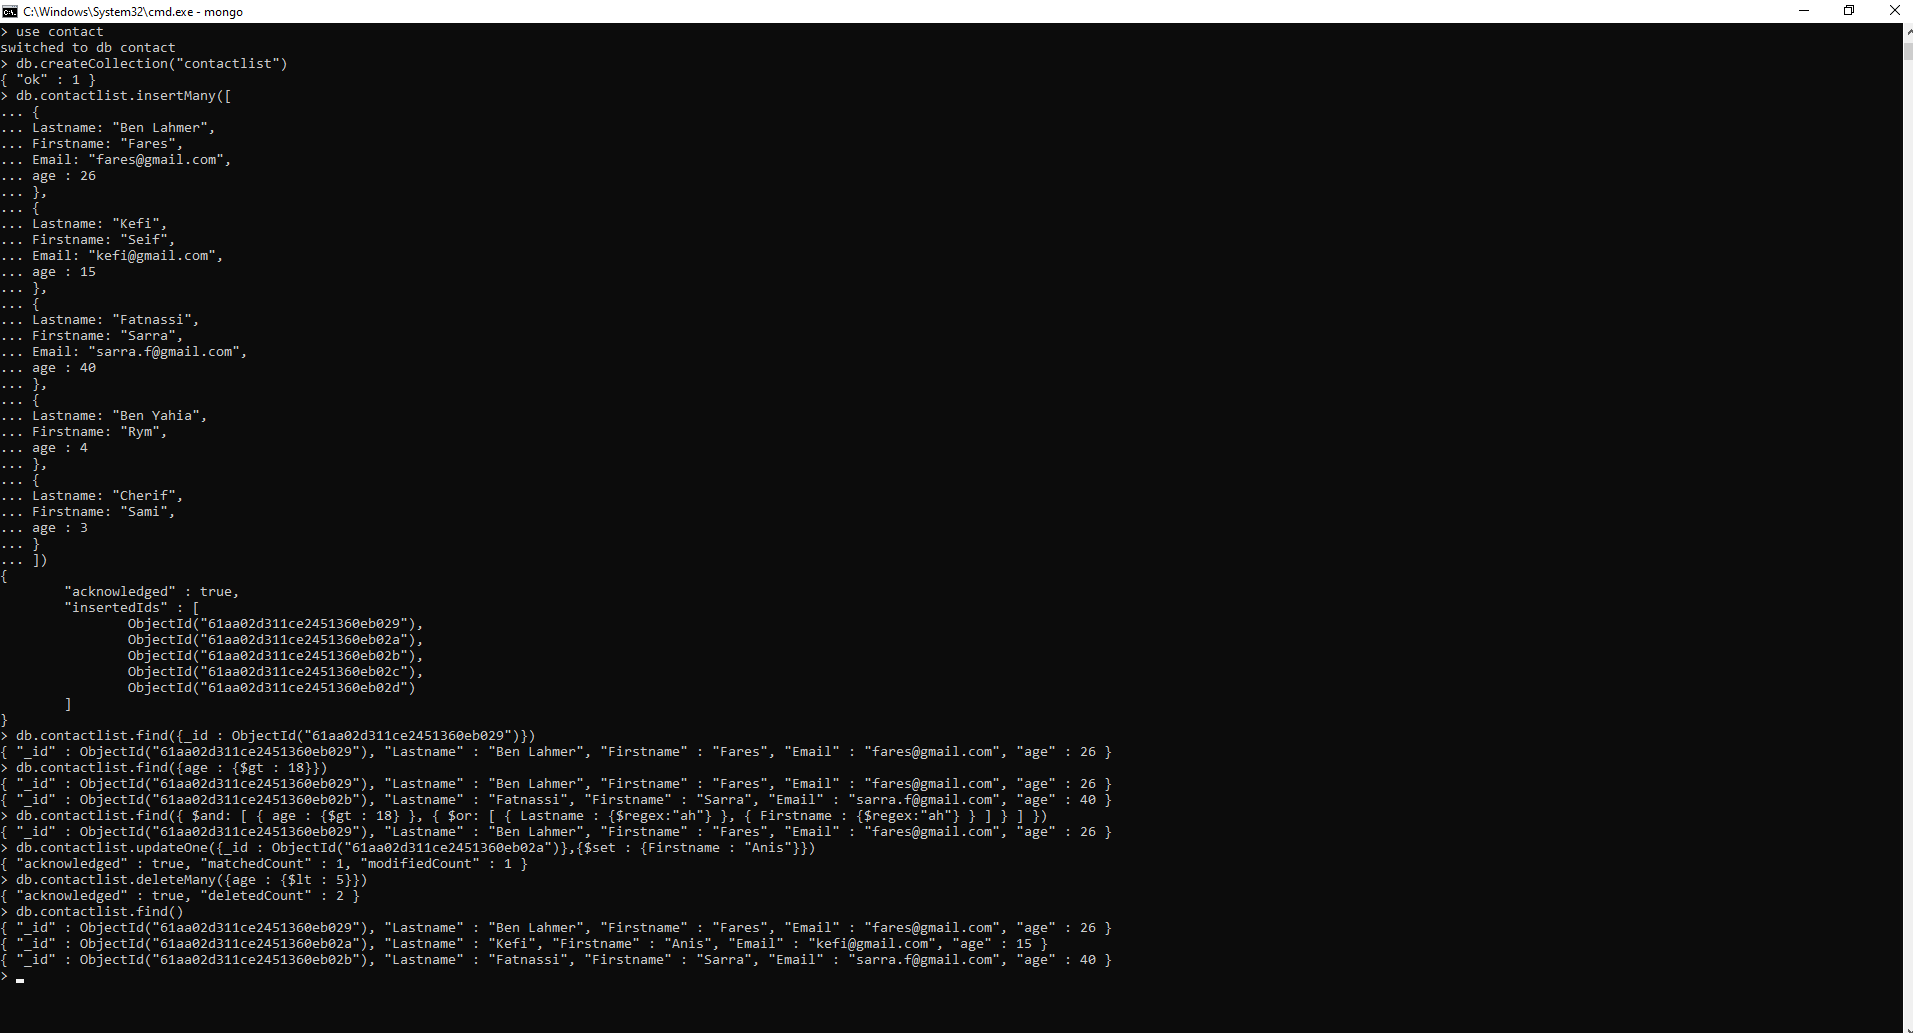 C:\Windows\System32\cmd.exe - mongo
> use contact
switched to db contact
> db.createCollection("contactlist")
{ "ok" : 1 }
> db.contactlist.insertMany([
... {
... Lastname: "Ben Lahmer",
... Firstname: "Fares",
... Email: "fares@gmail.com",
... age : 26
... },
... {
... Lastname: "Kefi",
... Firstname: "Seif",
... Email: "kefi@gmail.com",
... age : 15
... },
... {
... Lastname: "Fatnassi",
... Firstname: "Sarra",
... Email: "sarra.f@gmail.com",
... age : 40
... },
... {
... Lastname: "Ben Yahia",
... Firstname: "Rym",
... age : 4
... },
... {
... Lastname: "Cherif",
... Firstname: "Sami",
... age : 3
... }
... ])
{
        "acknowledged" : true,
        "insertedIds" : [
                ObjectId("61aa02d311ce2451360eb029"),
                ObjectId("61aa02d311ce2451360eb02a"),
                ObjectId("61aa02d311ce2451360eb02b"),
                ObjectId("61aa02d311ce2451360eb02c"),
                ObjectId("61aa02d311ce2451360eb02d")
        ]
}
> db.contactlist.find({_id : ObjectId("61aa02d311ce2451360eb029")})
{ "_id" : ObjectId("61aa02d311ce2451360eb029"), "Lastname" : "Ben Lahmer", "Firstname" : "Fares", "Email" : "fares@gmail.com", "age" : 26 }
> db.contactlist.find({age : {$gt : 18}})
{ "_id" : ObjectId("61aa02d311ce2451360eb029"), "Lastname" : "Ben Lahmer", "Firstname" : "Fares", "Email" : "fares@gmail.com", "age" : 26 }
{ "_id" : ObjectId("61aa02d311ce2451360eb02b"), "Lastname" : "Fatnassi", "Firstname" : "Sarra", "Email" : "sarra.f@gmail.com", "age" : 40 }
> db.contactlist.find({ $and: [ { age : {$gt : 18} }, { $or: [ { Lastname : {$regex:"ah"} }, { Firstname : {$regex:"ah"} } ] } ] })
{ "_id" : ObjectId("61aa02d311ce2451360eb029"), "Lastname" : "Ben Lahmer", "Firstname" : "Fares", "Email" : "fares@gmail.com", "age" : 26 }
> db.contactlist.updateOne({_id : ObjectId("61aa02d311ce2451360eb02a")},{$set : {Firstname : "Anis"}})
{ "acknowledged" : true, "matchedCount" : 1, "modifiedCount" : 1 }
> db.contactlist.deleteMany({age : {$lt : 5}})
{ "acknowledged" : true, "deletedCount" : 2 }
> db.contactlist.find()
{ "_id" : ObjectId("61aa02d311ce2451360eb029"), "Lastname" : "Ben Lahmer", "Firstname" : "Fares", "Email" : "fares@gmail.com", "age" : 26 }
{ "_id" : ObjectId("61aa02d311ce2451360eb02a"), "Lastname" : "Kefi", "Firstname" : "Anis", "Email" : "kefi@gmail.com", "age" : 15 }
{ "_id" : ObjectId("61aa02d311ce2451360eb02b"), "Lastname" : "Fatnassi", "Firstname" : "Sarra", "Email" : "sarra.f@gmail.com", "age" : 40 }
>